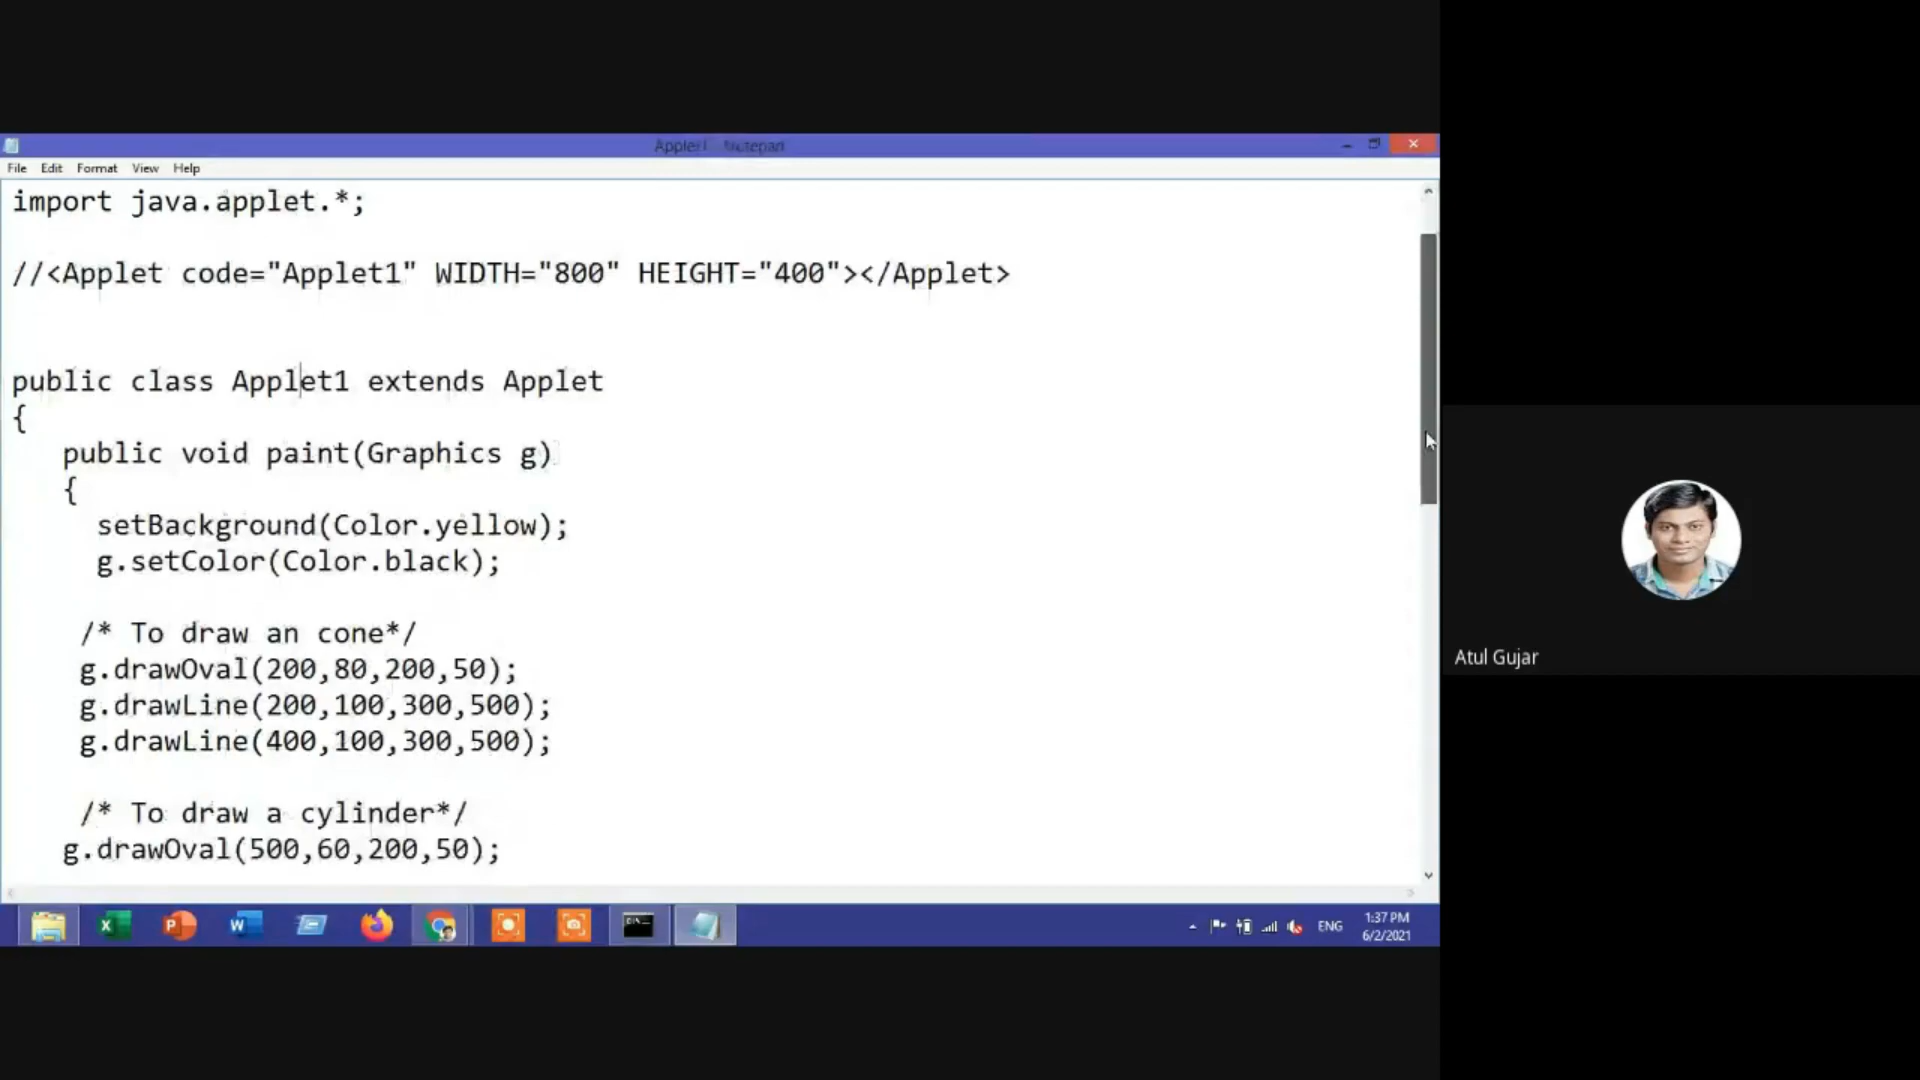 Applet1 - Notepad
File Edit Format View Help
import java.applet.*;
//<Applet code="Applet1" WIDTH="800" HEIGHT="400"></Applet>
public class Applet1 extends Applet
{
public void paint(Graphics g)
{
setBackground(Color.yellow);
g.setColor(Color.black);
/* To draw an cone*/
g.drawOval(200,80,200,50);
g.drawLine(200,100,300,500);
g.drawLine(400,100,300,500);
/* To draw a cylinder*/
g.drawOval(500,60,200,50);
Atul Gujar
ENG
1:37 PM
6/2/2021